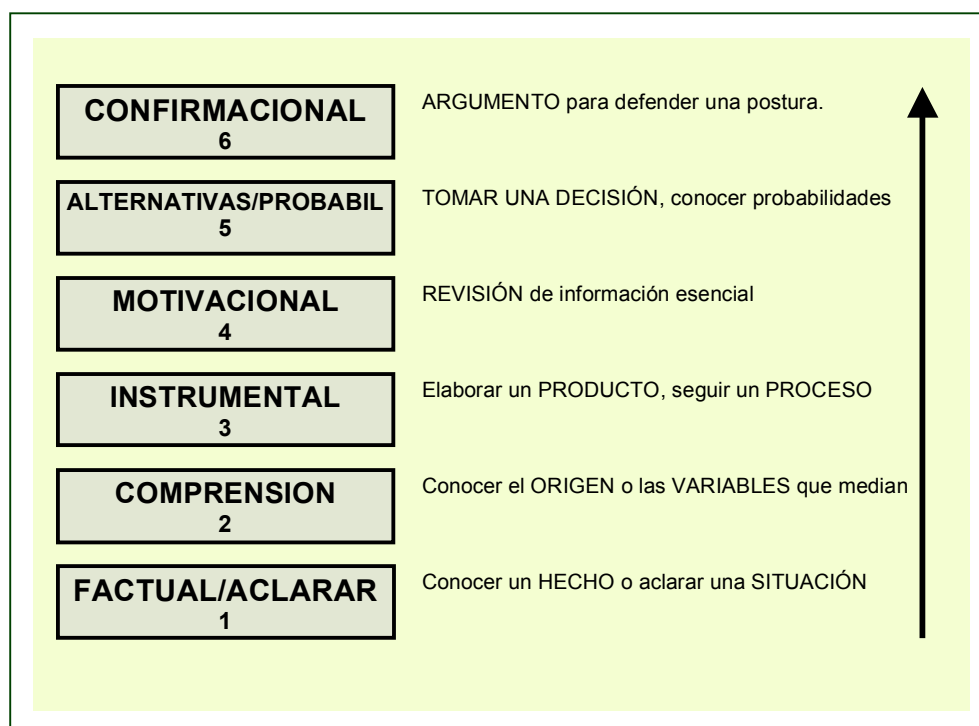 CONFIRMACIONAL
6
ARGUMENTO para defender una postura.
ALTERNATIVAS/PROBABIL
5
TOMAR UNA DECISIÓN, conocer probabilidades
MOTIVACIONAL
4
REVISIÓN de información esencial
INSTRUMENTAL
3
Elaborar un PRODUCTO, seguir un PROCESO
COMPRENSION
2
Conocer el ORIGEN o las VARIABLES que median
FACTUAL/ACLARAR
1
Conocer un HECHO o aclarar una SITUACIÓN